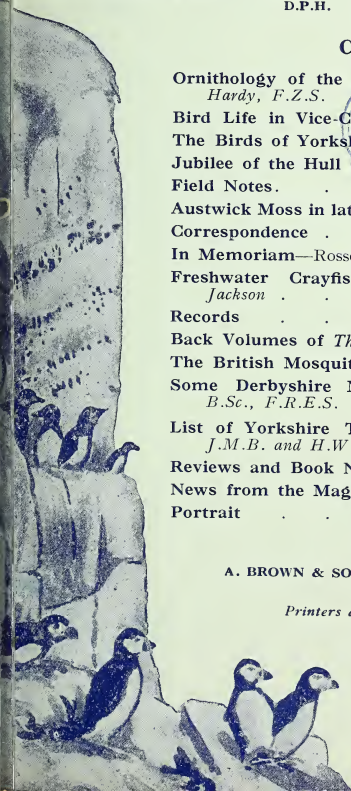 D.P.H.
C
Ornithology of the
Hardy, F.Z.S.
Bird Life in Vice-C
The Birds of Yorksh
Jubilee of the Hull
Field Notes. .
Austwick Moss in lat
Correspondence .
In Memoriam—Rosse
Freshwater Crayfis
Jackson . .
Records . .
Back Volumes of Th
The British Mosquit
Some Derbyshire M
B.Sc., F.R.E.S.
List of Yorkshire T
J.M.B. and H.W
Reviews and Book N
News from the Mag
Portrait . .
A. BROWN & SO
Printers a